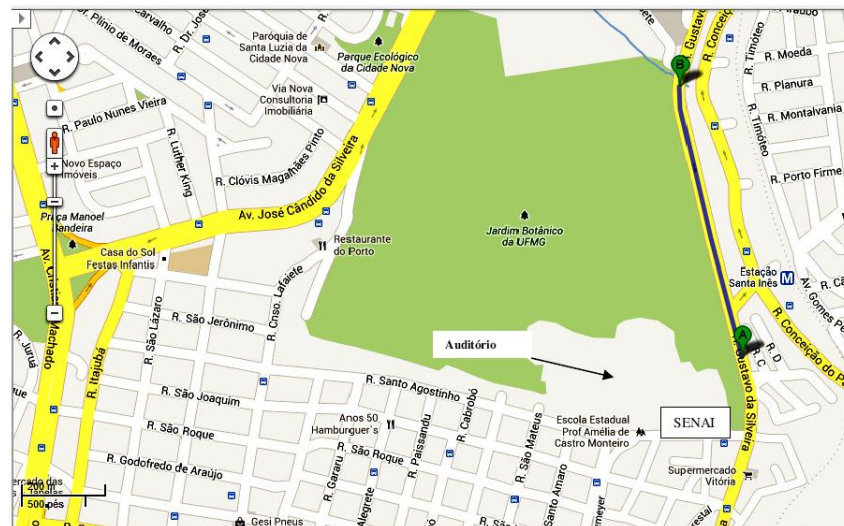 Dr. Plínio de Moraes
Carvalho
R. Dr. José
Paróquia de
Santa Luzia da
Cidade Nova
Parque Ecológico
da Cidade Nova
Via Nova
Consultoria
Imobiliária
R. Paulo Nunes Vieira
R. Luther King
R. Clóvis Magalhães Pinto
Novo Espaço
Imóveis
Praça Manoel
Bandeira
Av. José Cândido da Silveira
Casa do Sol
Festas Infantis
Restaurante
do Porto
R. Cnso. Lafaiete
Jardim Botânico
da UFMG
B
R. Gustavo
R. Conceição
R. Timóteo
R. Moeda
R. Planura
R. Montalvania
R. Timóteo
R. Porto Firme
Estação
Santa Inês
M
Av. Gomes
R. Conceição do
A
R. C
R. D
R. Gustavo da Silveira
Machado
R. Juruá
R. Itajubá
R. São Lázaro
R. São Jerônimo
Auditório
R. Santo Agostinho
R. São Joaquim
R. São Roque
R. Godofredo de Araújo
Anos 50
Hamburguer's
R. São Roque
R. Gararu
Alegrete
R. Paissandu
R. Cabrobó
R. São Mateus
Santo Amaro
Escola Estadual
Prof Amélia de
Castro Monteiro
SENAI
Supermercado
Vitória
Gesi Pneus
200 m
500 pés